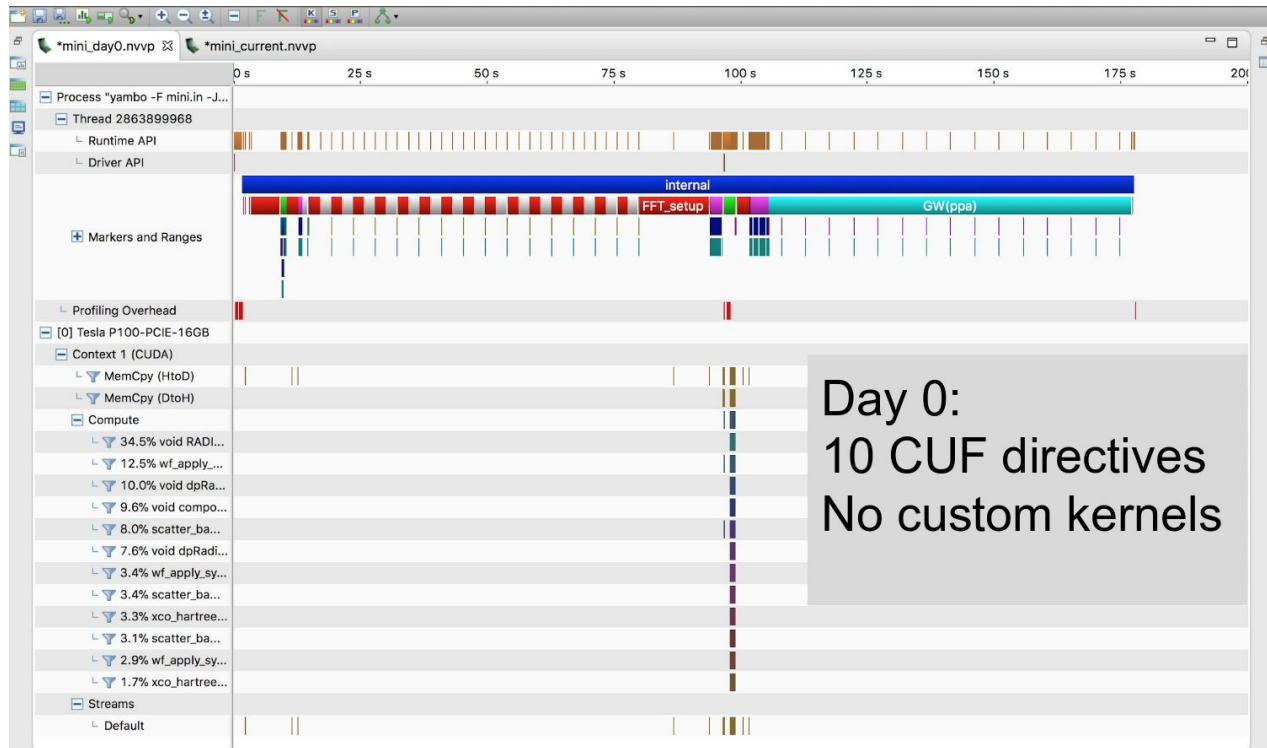 *mini_day0.nvvp
*mini_current.nvvp
0 s 25 s 50 s 75 s 100 s 125 s 150 s 175 s 20
Process "yambo -F mini.in -J...
Thread 2863899968
Runtime API
Driver API
internal
FFT_setup GW(ppa)
Markers and Ranges
Profiling Overhead
[0] Tesla P100-PCIE-16GB
Context 1 (CUDA)
MemCpy (HtoD)
MemCpy (DtoH)
Compute
34.5% void RADI...
12.5% wf_apply_...
10.0% void dpRa...
9.6% void compo...
8.0% scatter_ba...
7.6% void dpRadi...
3.4% wf_apply_sy...
3.4% scatter_ba...
3.3% xco_hartree...
3.1% scatter_ba...
2.9% wf_apply_sy...
1.7% xco_hartree...
Streams
Default
Day 0:
10 CUF directives
No custom kernels